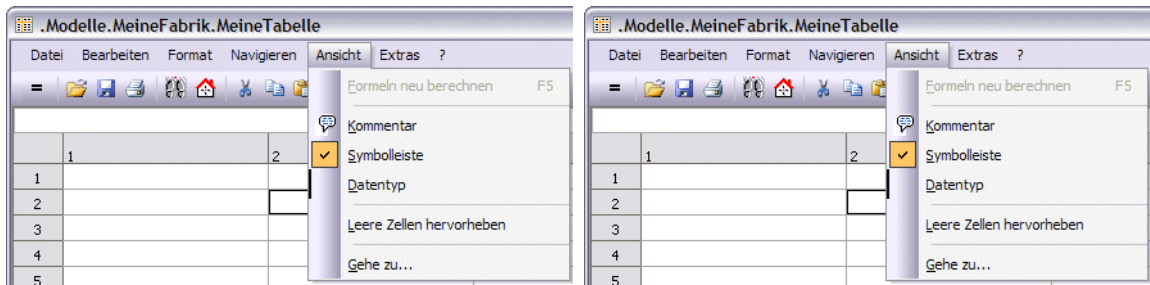 .Modelle.MeineFabrik.MeineTabelle
Datei Bearbeiten Format Navigieren Ansicht Extras ?
Formeln neu berechnen F5
Kommentar
1 2 Symbolleiste
1
Datentyp
2
3 Leere Zellen hervorheben
4
Gehe zu...
5
.Modelle.MeineFabrik.MeineTabelle
Datei Bearbeiten Format Navigieren Ansicht Extras ?
Formeln neu berechnen F5
Kommentar
1 2 Symbolleiste
1
Datentyp
2
3 Leere Zellen hervorheben
4
Gehe zu...
5